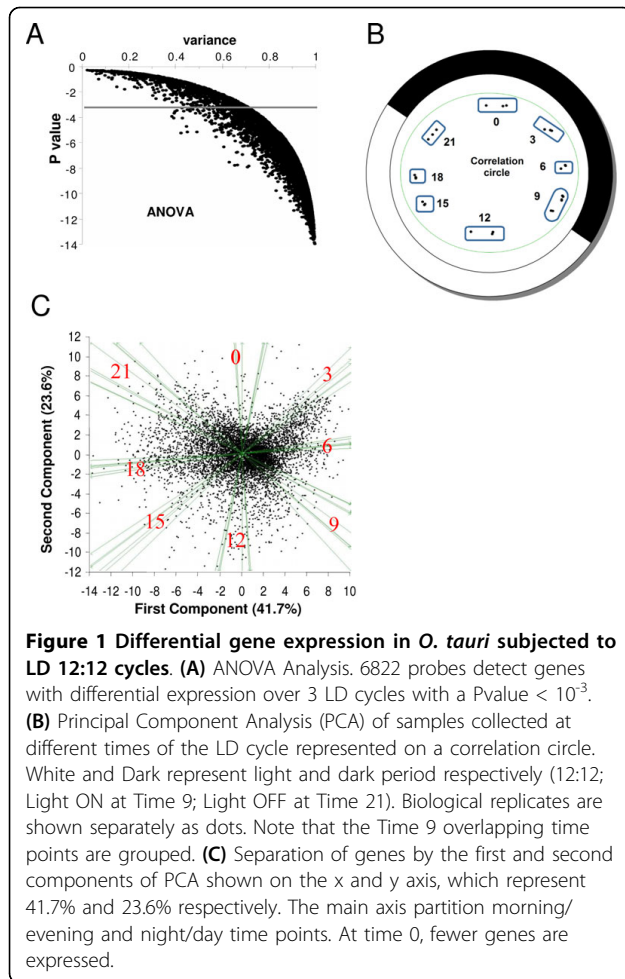 A
variance
0 0.2 0.4 0.6 0.8 1
0
-2
-4
-6
-8
-10
-12
-14
P value
ANOVA
B
0
3
6
9
12
15
18
21
Correlation circle
C
12
10
8
6
4
2
0
-2
-4
-6
-8
-10
-12
Second Component (23.6%)
0
3
6
9
12
15
18
21
-14 -12 -10 -8 -6 -4 -2 0 2 4 6 8 10
First Component (41.7%)
Figure 1 Differential gene expression in O. tauri subjected to
LD 12:12 cycles. (A) ANOVA Analysis. 6822 probes detect genes
with differential expression over 3 LD cycles with a Pvalue < 10-3.
(B) Principal Component Analysis (PCA) of samples collected at
different times of the LD cycle represented on a correlation circle.
White and Dark represent light and dark period respectively (12:12;
Light ON at Time 9; Light OFF at Time 21). Biological replicates are
shown separately as dots. Note that the Time 9 overlapping time
points are grouped. (C) Separation of genes by the first and second
components of PCA shown on the x and y axis, which represent
41.7% and 23.6% respectively. The main axis partition morning/
evening and night/day time points. At time 0, fewer genes are
expressed.